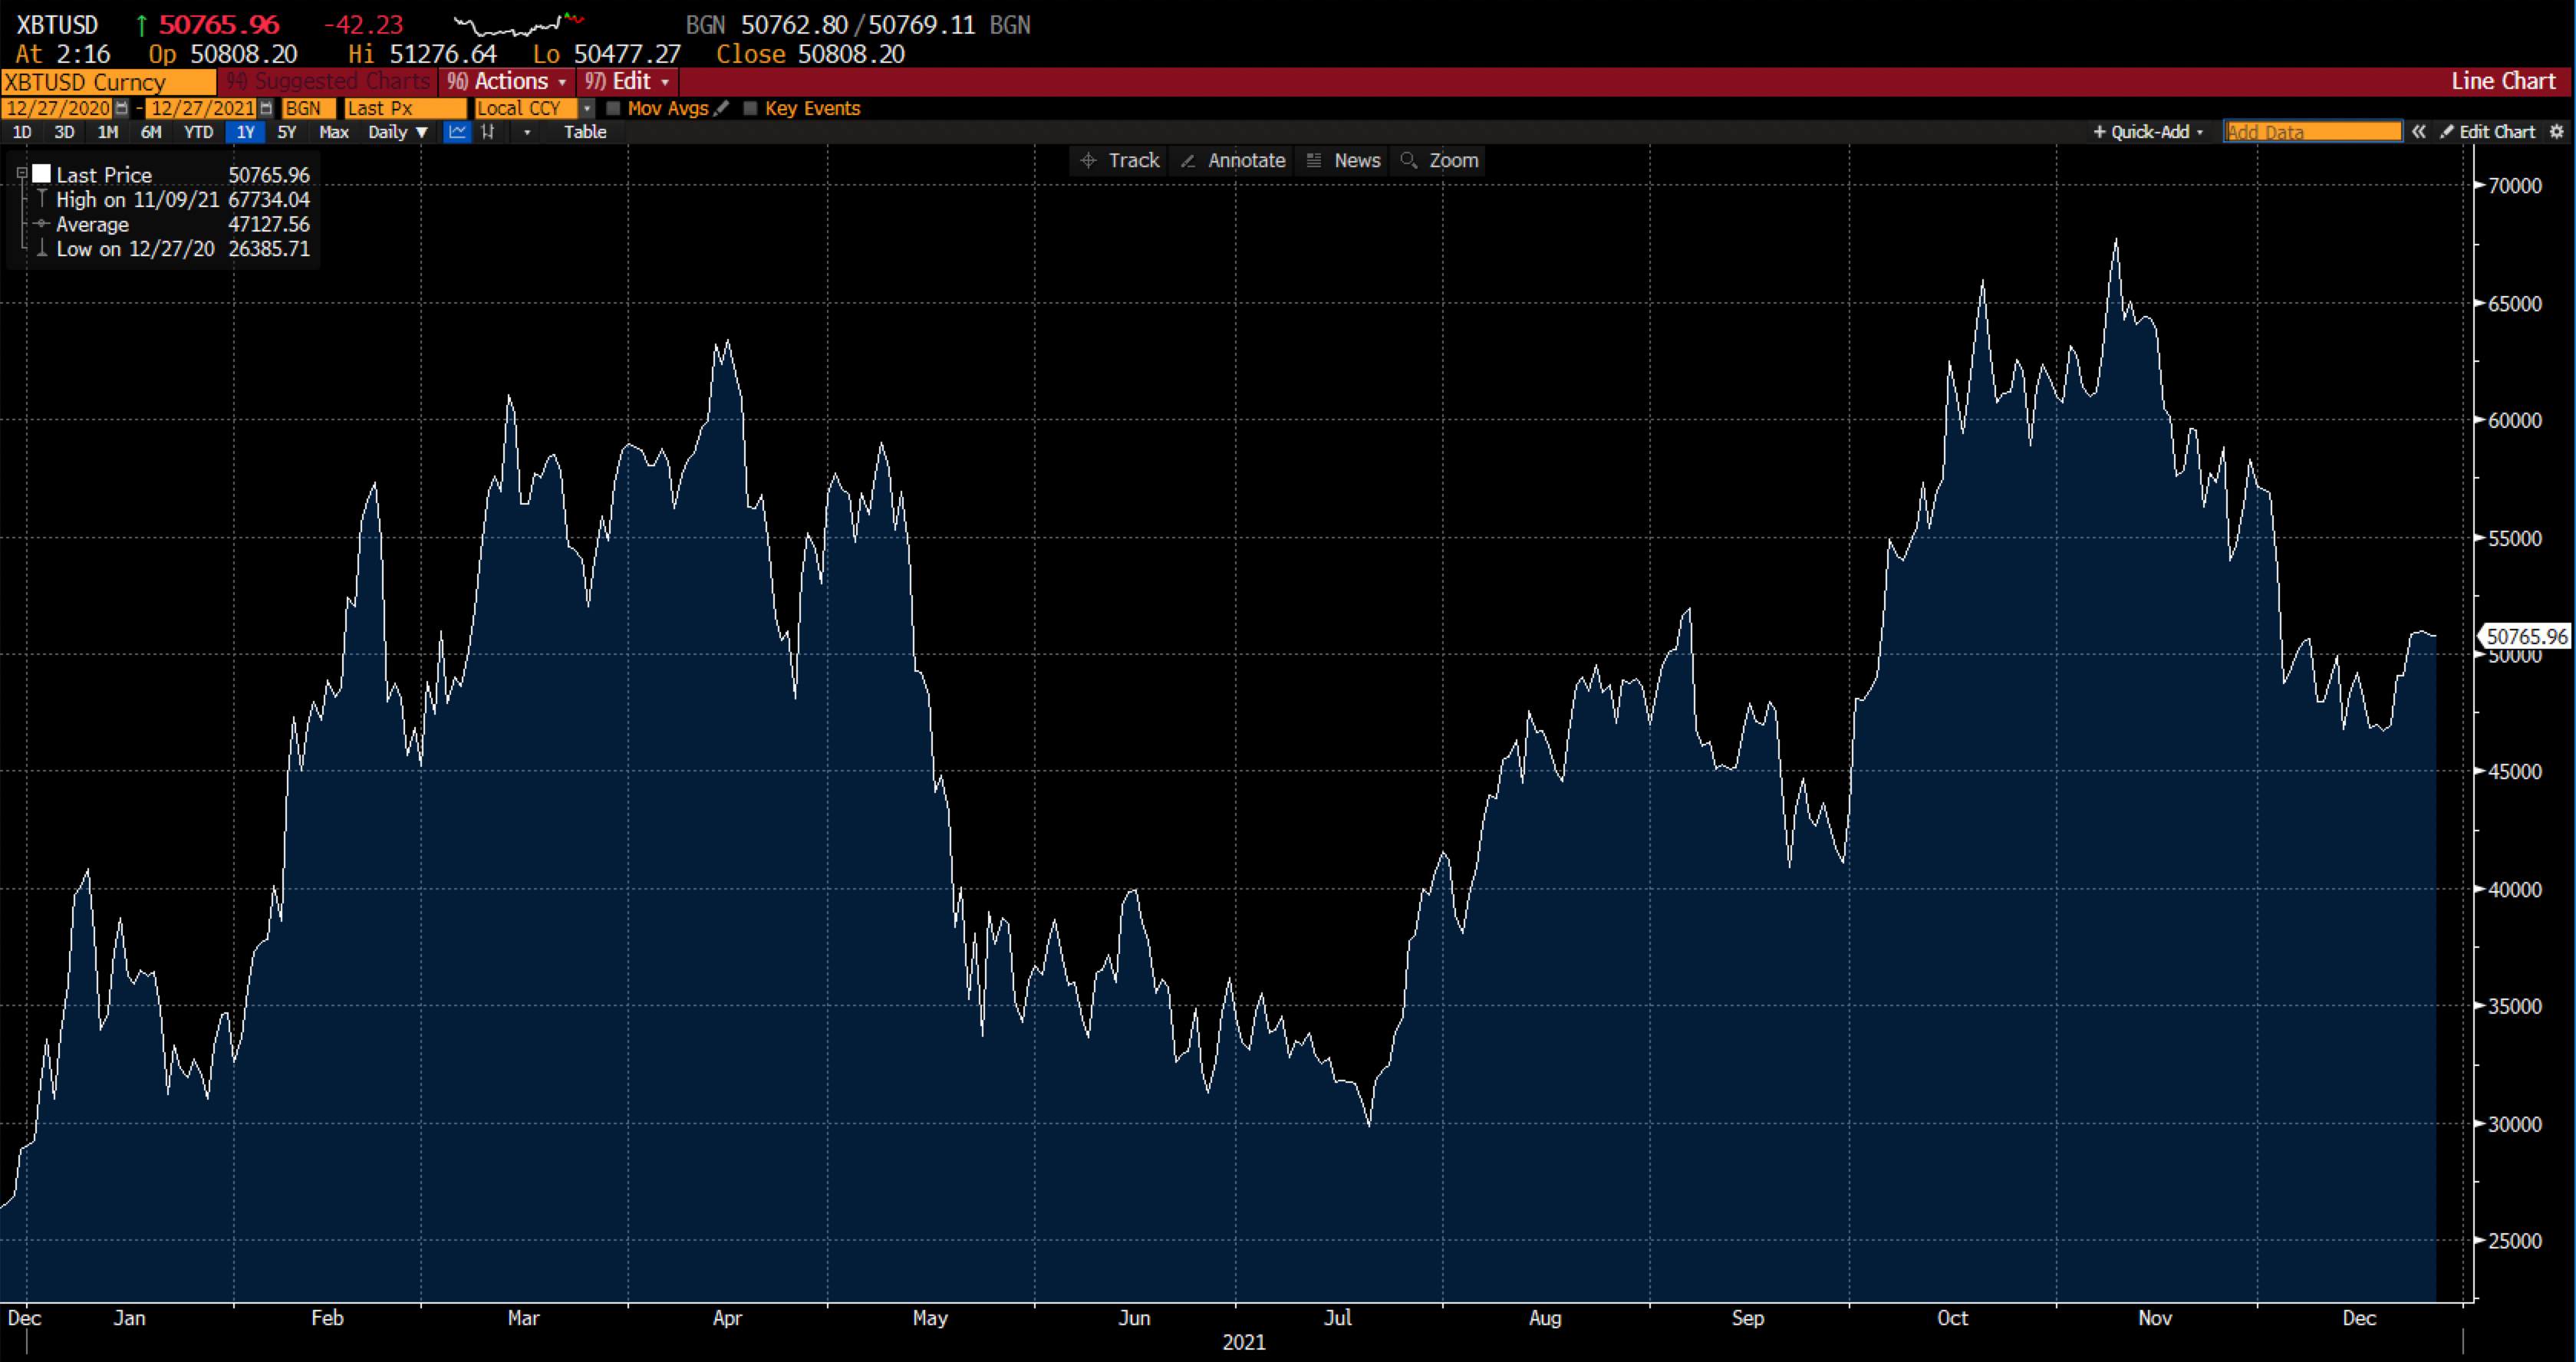 XBTUSD ↑ 50765.96 -42.23 BGN 50762.80/50769.11 BGN
At 2:16 Op 50808.20 Hi 51276.64 Lo 50477.27 Close 50808.20
XBTUSD Curncy 94) Suggested Charts 96) Actions 97) Edit Line Chart
12/27/2020 - 12/27/2021 BGN Last Px Local CCY Mov Avgs Key Events
1D 3D 1M 6M YTD 1Y 5Y Max Daily ▼ Table + Quick-Add Add Data « Edit Chart
Track Annotate News Zoom
Last Price 50765.96
High on 11/09/21 67734.04
Average 47127.56
Low on 12/27/20 26385.71
70000
65000
60000
55000
50765.96
50000
45000
40000
35000
30000
25000
Dec Jan Feb Mar Apr May Jun Jul Aug Sep Oct Nov Dec
2021